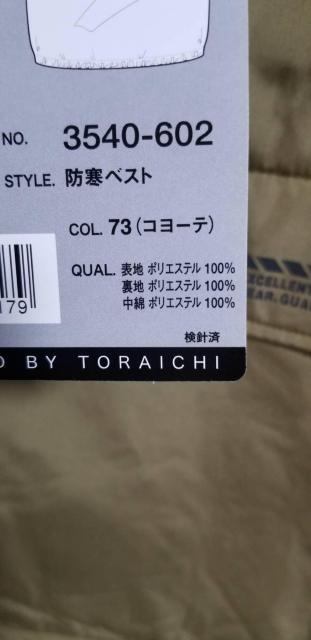 NO. 3540-602
STYLE. 防寒ベスト
COL. 73(コヨーテ)
QUAL. 表地 ポリエステル 100%
裏地 ポリエステル 100%
中綿 ポリエステル 100%
179
検針済
BY TORAICHI
EXCELLENT